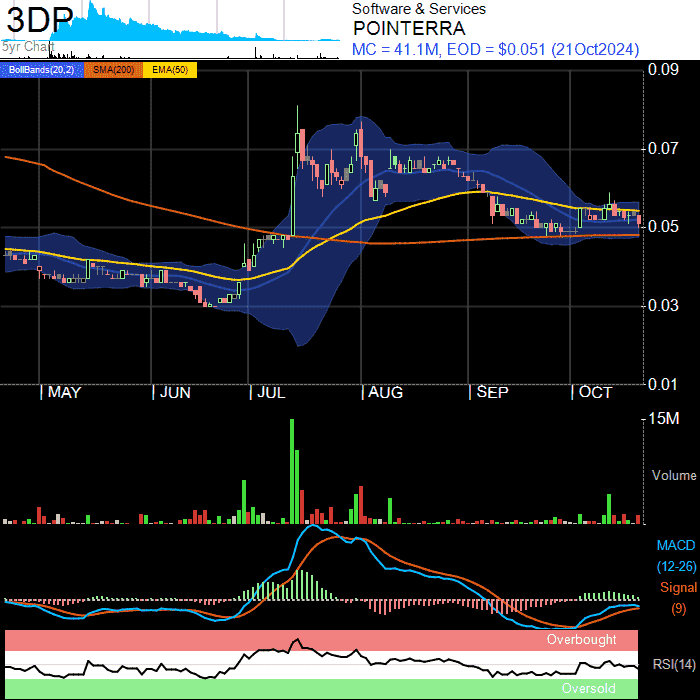 3DP
5yr Chart
Software & Services
POINTERRA
MC = 41.1M, EOD = $0.051 (21Oct2024)
BollBands(20,2) SMA(200) EMA(50)
0.09
0.07
0.05
0.03
0.01
MAY JUN JUL AUG SEP OCT
15M
Volume
MACD
(12-26)
Signal
(9)
Overbought
RSI(14)
Oversold